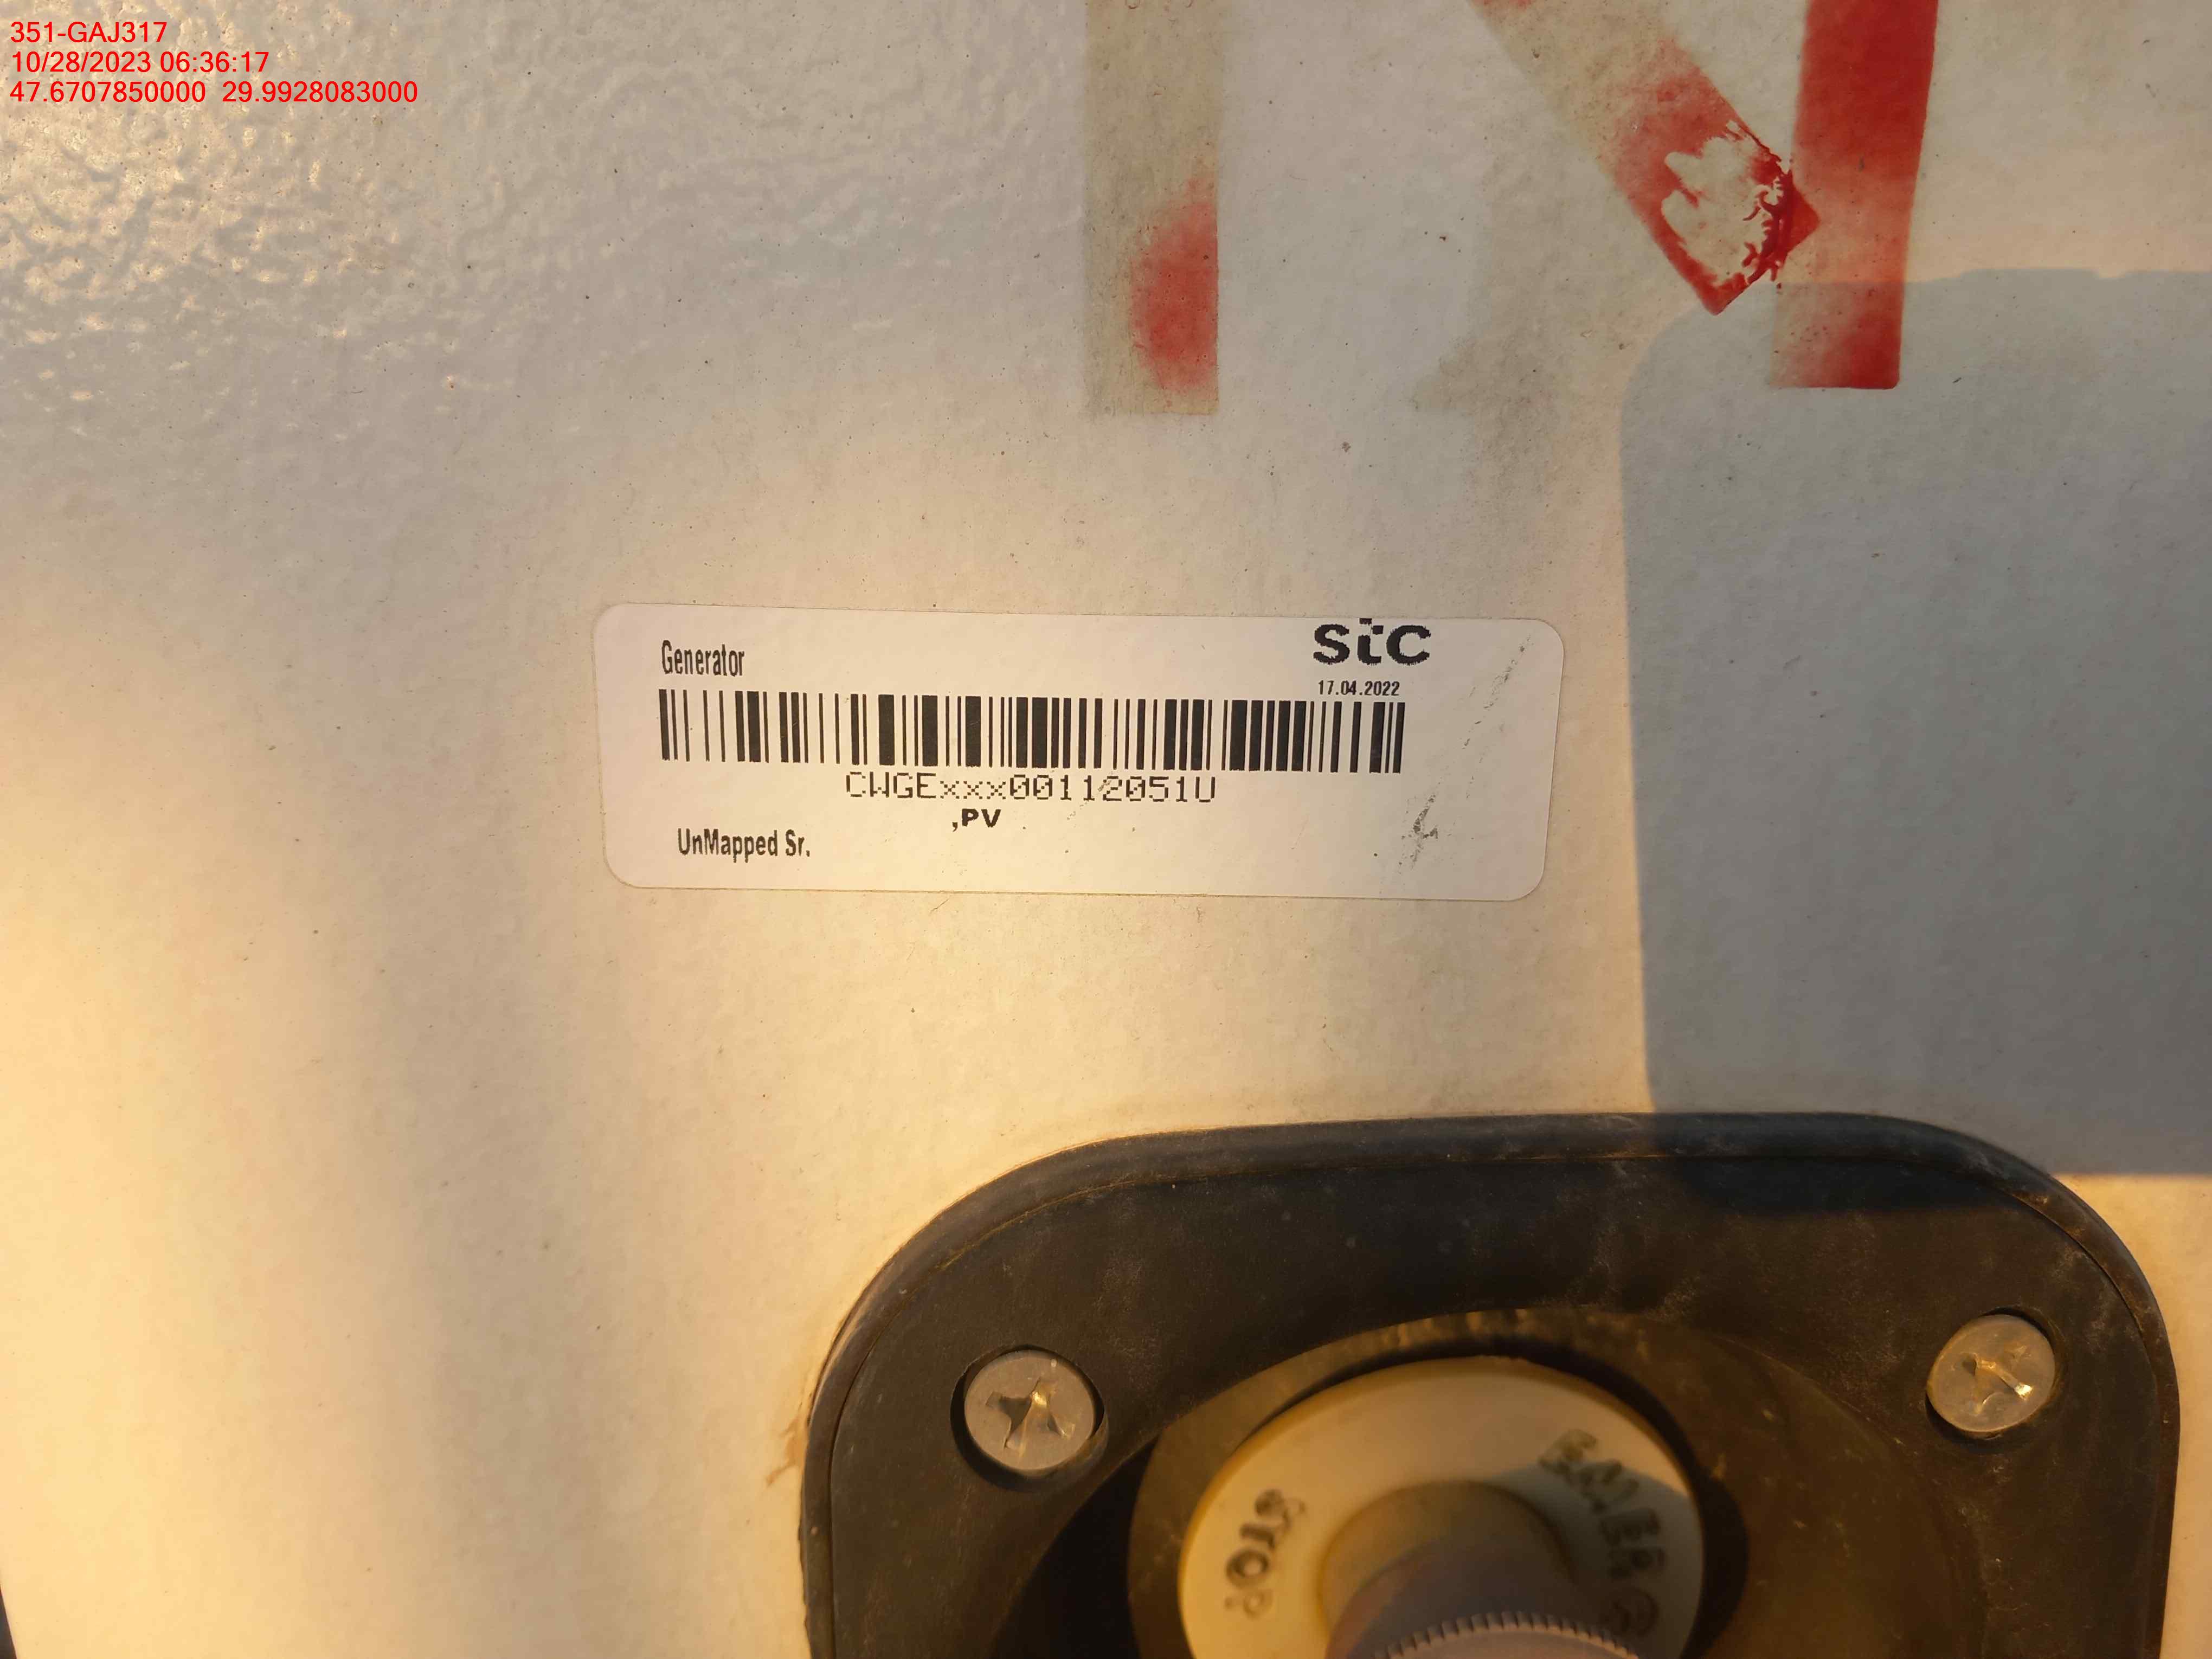 351-GAJ317
10/28/2023 06:36:17
47.6707850000 29.9928083000
Generator
stc
17.04.2022
CWGExxx00112051U
,PV
UnMapped Sr.
STOP